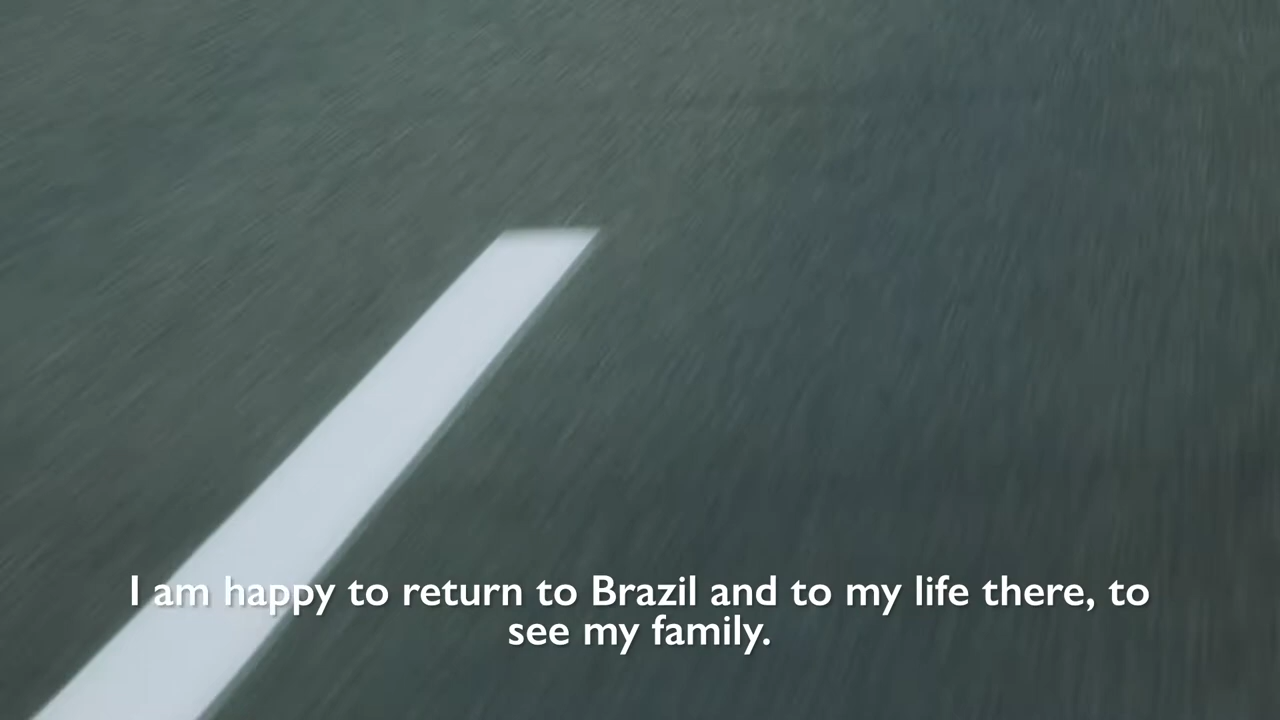 I am happy to return to Brazil and to my life there, to
see my family.